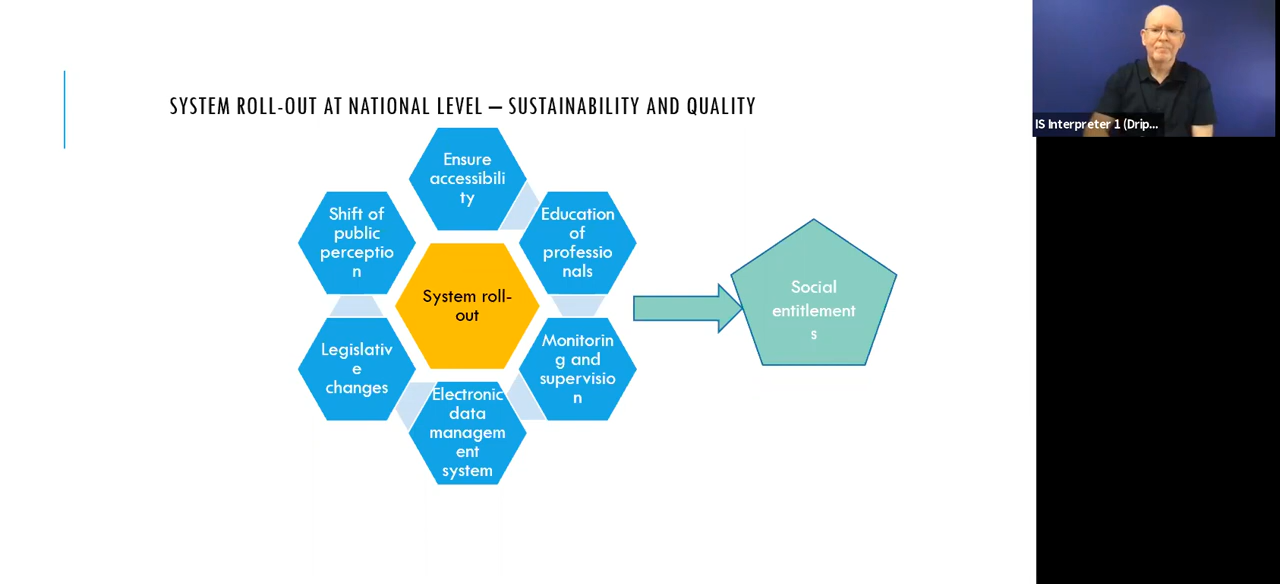 SYSTEM ROLL-OUT AT NATIONAL LEVEL – SUSTAINABILITY AND QUALITY
Ensure
accessibili
ty
Education
of
professio
nals
Monitorin
g and
supervisio
n
Electronic
data
managem
ent
system
Legislativ
e
changes
Shift of
public
perceptio
n
System roll-
out
Social
entitlement
s
IS Interpreter 1 (Drip...